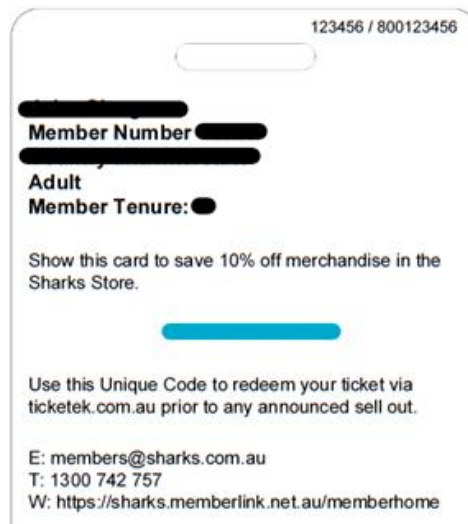 123456 / 800123456
Member Number
Adult
Member Tenure:
Show this card to save 10% off merchandise in the
Sharks Store.
Use this Unique Code to redeem your ticket via
ticketek.com.au prior to any announced sell out.
E: members@sharks.com.au
T: 1300 742 757
W: https://sharks.memberlink.net.au/memberhome